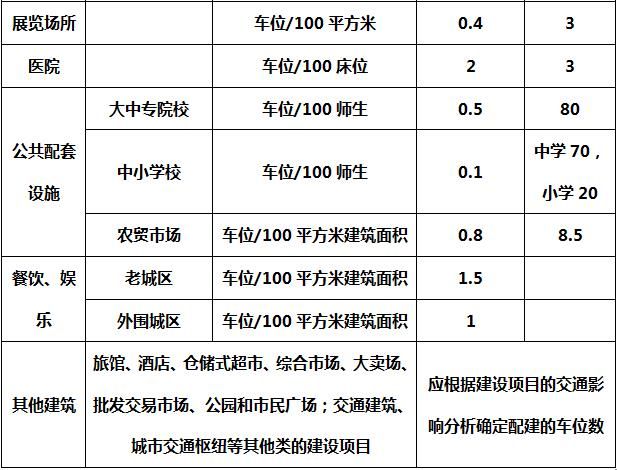 展览场所 车位/100 平方米 0.4 3
医院 车位/100 床位 2 3
公共配套设施 大中专院校 车位/100 师生 0.5 80
中小学校 车位/100 师生 0.1 中学 70，小学 20
农贸市场 车位/100 平方米建筑面积 0.8 8.5
餐饮、娱乐 老城区 车位/100 平方米建筑面积 1.5
外围城区 车位/100 平方米建筑面积 1
其他建筑
旅馆、酒店、仓储式超市、综合市场、大卖场、
批发交易市场、公园和市民广场；交通建筑、
城市交通枢纽等其他类的建设项目
应根据建设项目的交通影
响分析确定配建的车位数